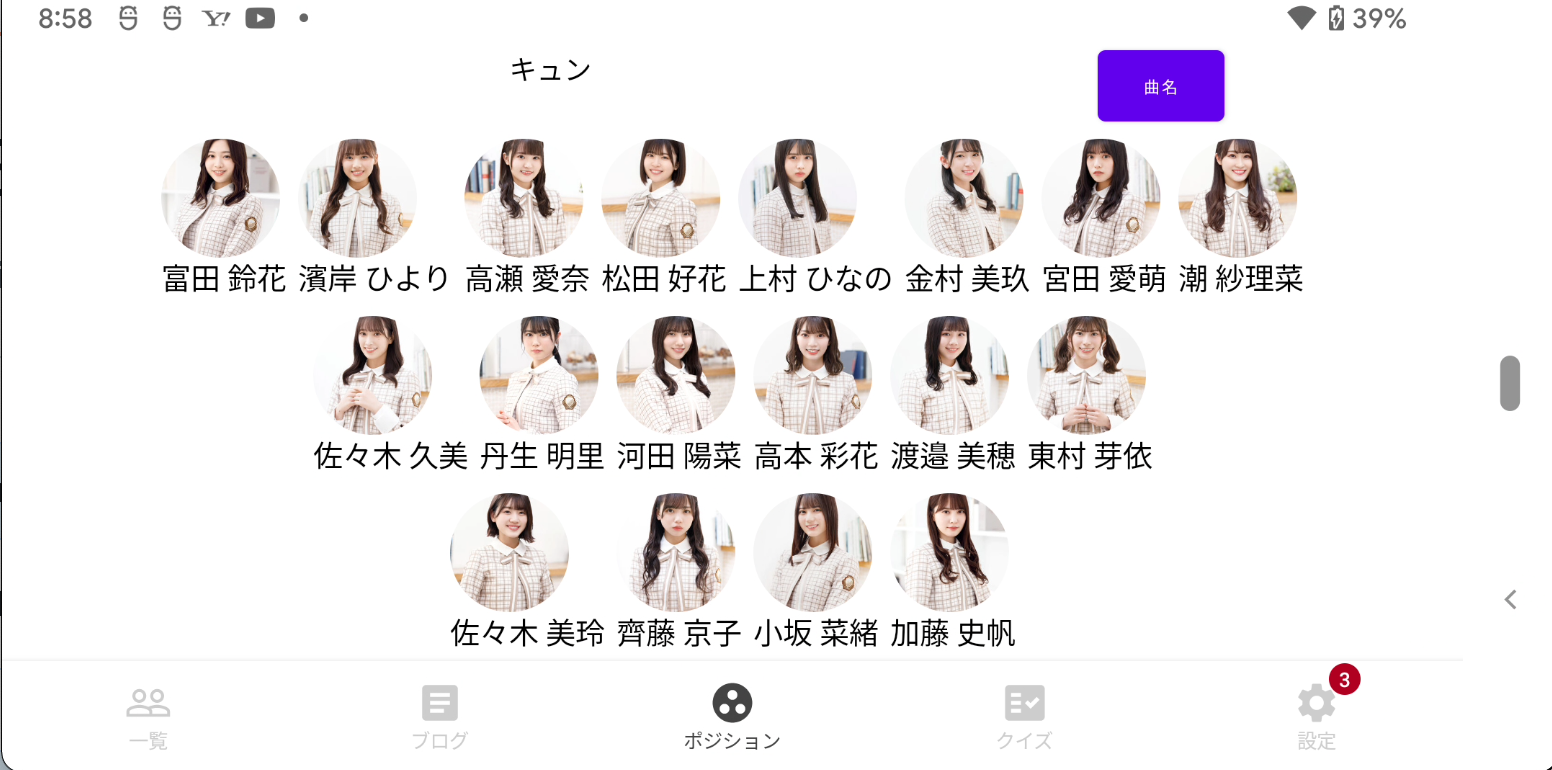 8:58 Y! 39%
キュン
曲名
富田 鈴花 濱岸 ひより 高瀬 愛奈 松田 好花 上村 ひなの 金村 美玖 宮田 愛萌 潮 紗理菜
佐々木 久美 丹生 明里 河田 陽菜 高本 彩花 渡邉 美穂 東村 芽依
佐々木 美玲 齊藤 京子 小坂 菜緒 加藤 史帆
3
一覧 ブログ ポジション クイズ 設定